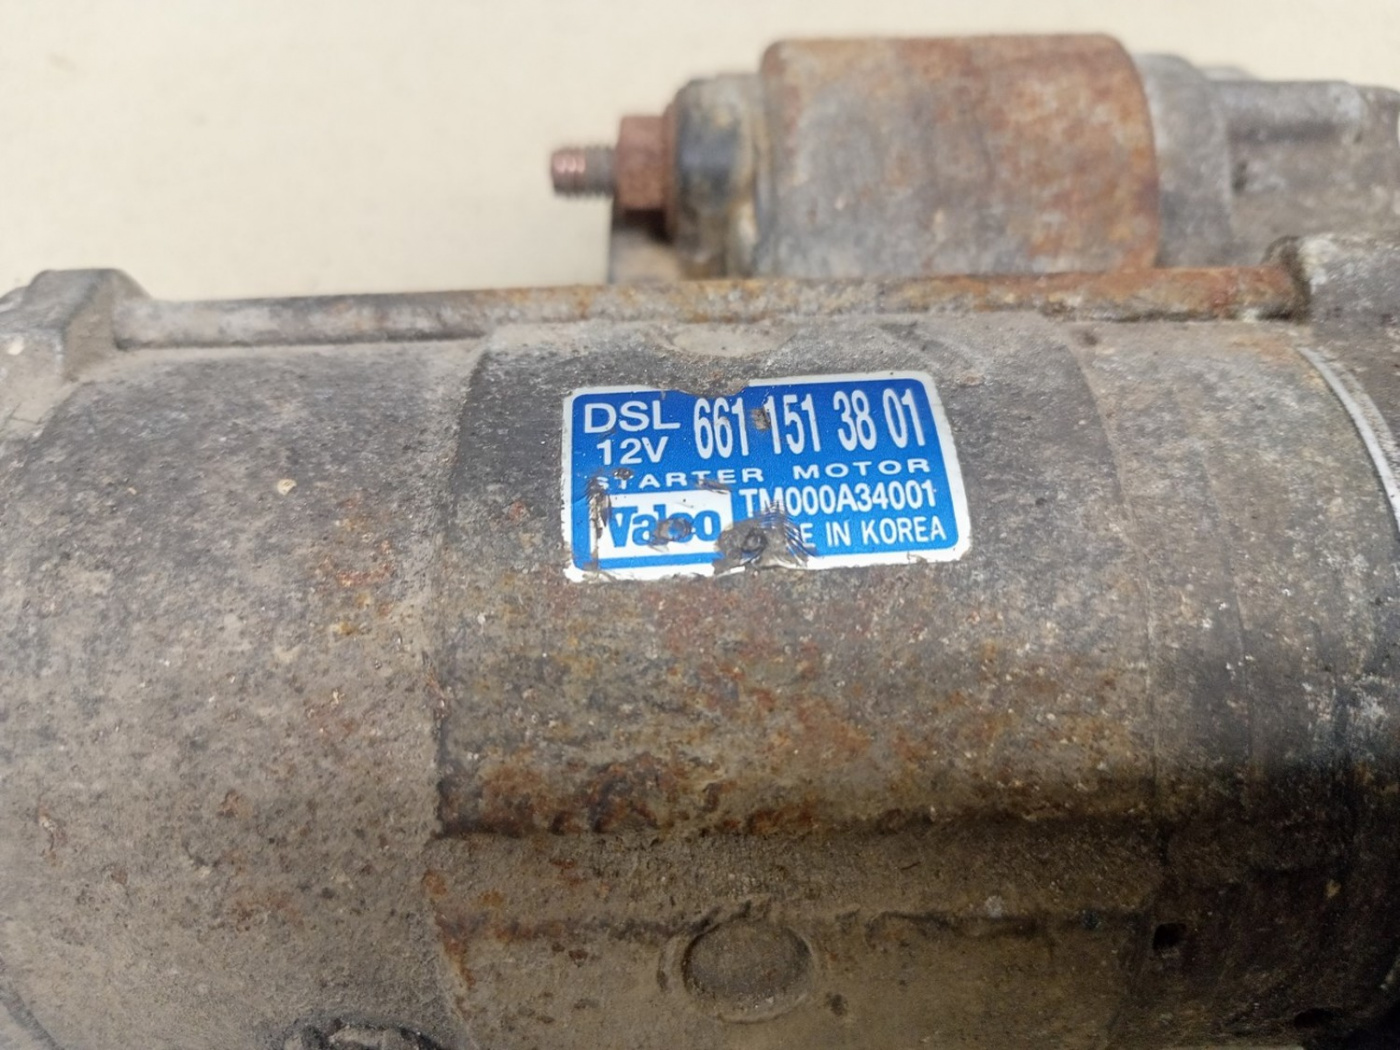 DSL 661 151 38 01
12V
STARTER MOTOR
Valeo TM000A34001
E IN KOREA